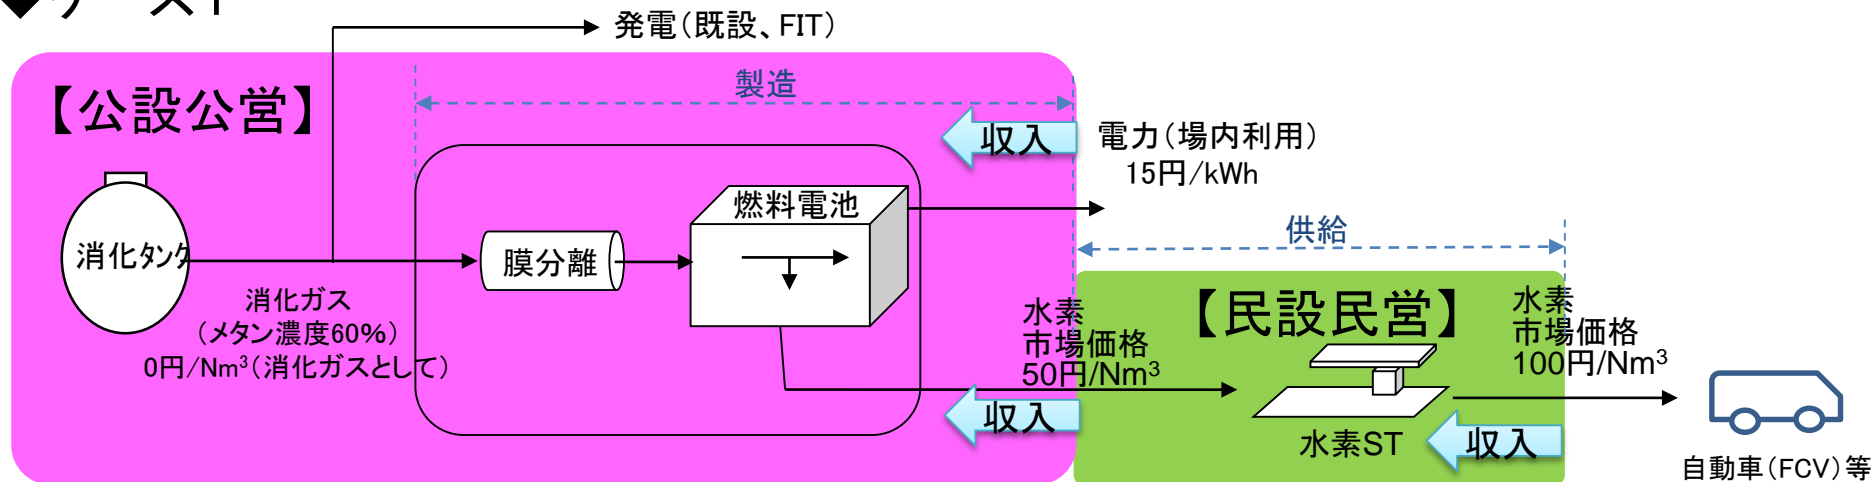 ◆ケース1
発電(既設、FIT)
【公設公営】
製造
収入
電力(場内利用)
15円/kWh
燃料電池
供給
消化タンク
膜分離
消化ガス
(メタン濃度60%)
0円/Nm³(消化ガスとして)
水素
市場価格
50円/Nm³
【民設民営】
水素
市場価格
100円/Nm³
収入
水素ST
収入
自動車(FCV)等